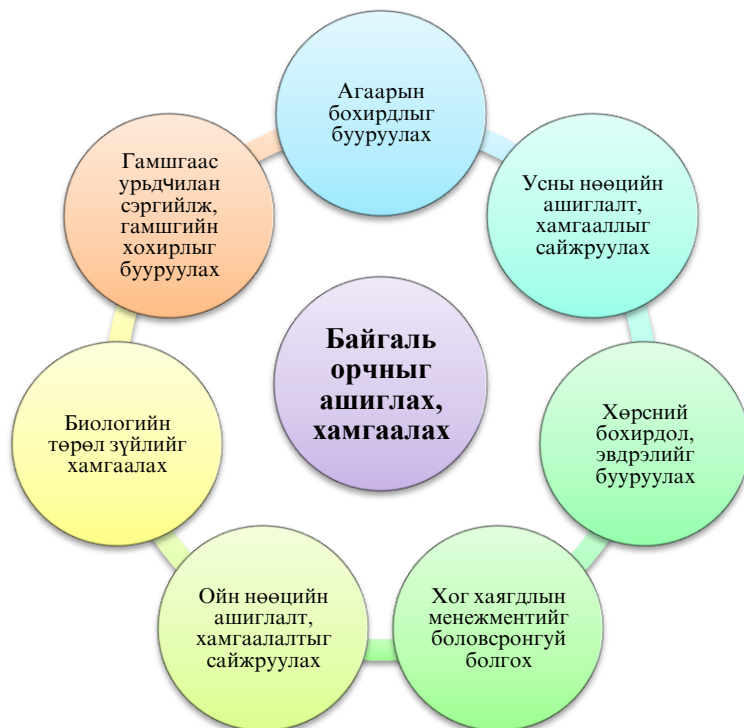 Агаарын
бохирдлыг
бууруулах
Усны нөөцийн
ашиглалт,
хамгааллыг
сайжруулах
Хөрсний
бохирдол,
эвдрэлийг
бууруулах
Хог хаягдлын
менежментийг
боловсронгуй
болгох
Ойн нөөцийн
ашиглалт,
хамгаалалтыг
сайжруулах
Биологийн
төрөл зүйлийг
хамгаалах
Гамшгаас
урьдчилан
сэргийлж,
гамшгийн
хохирлыг
бууруулах
Байгаль
орчныг
ашиглах,
хамгаалах